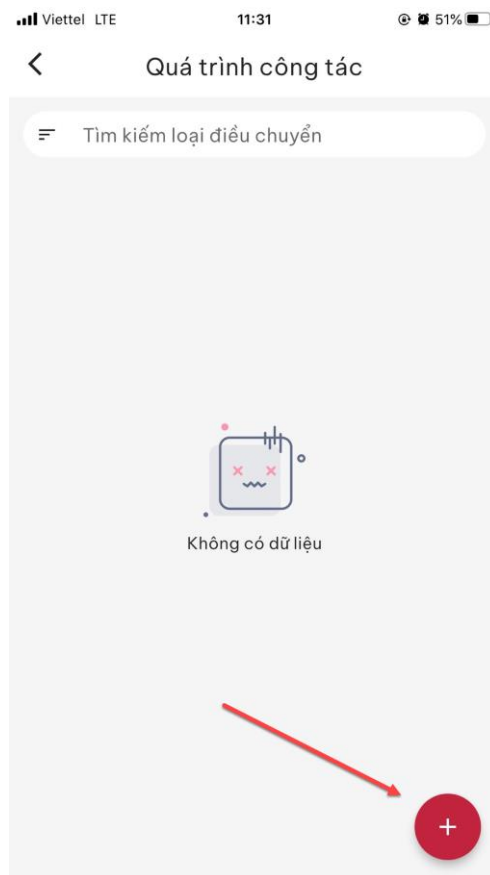 Viettel LTE 11:31 51%
Quá trình công tác
Tìm kiếm loại điều chuyển
Không có dữ liệu
+